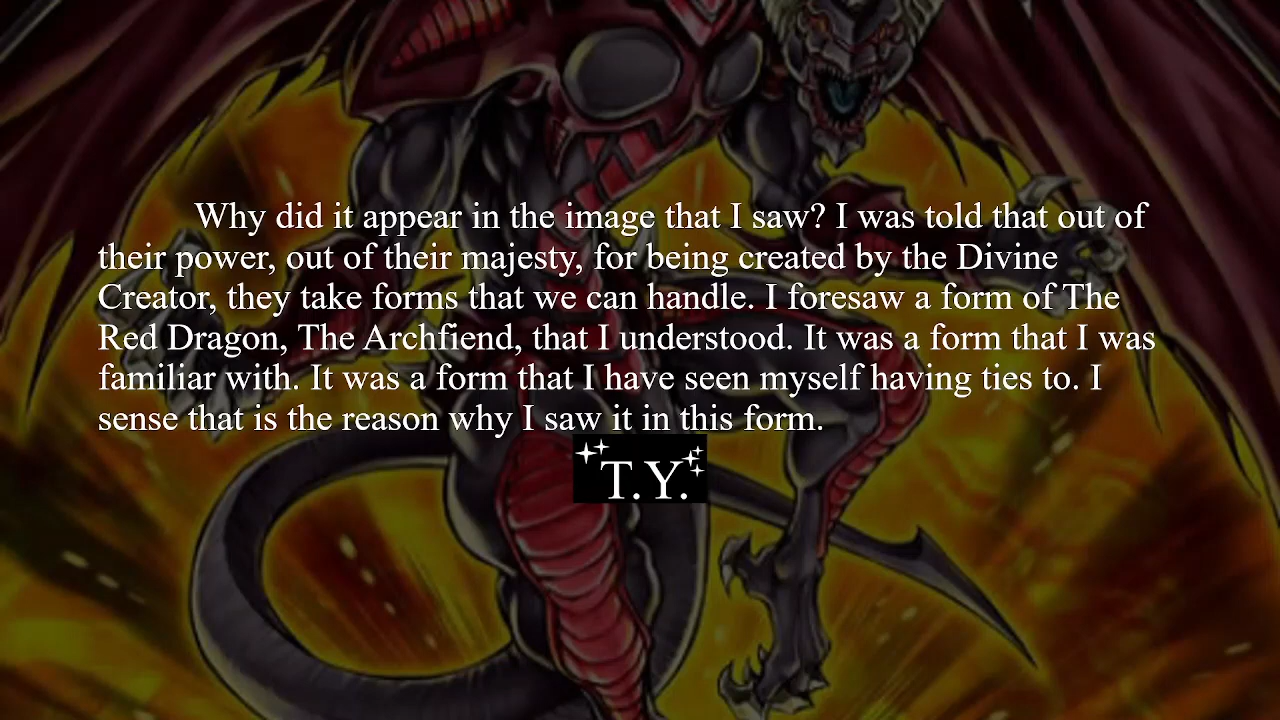 Why did it appear in the image that I saw? I was told that out of
their power, out of their majesty, for being created by the Divine
Creator, they take forms that we can handle. I foresaw a form of The
Red Dragon, The Archfiend, that I understood. It was a form that I was
familiar with. It was a form that I have seen myself having ties to. I
sense that is the reason why I saw it in this form.
T.Y.